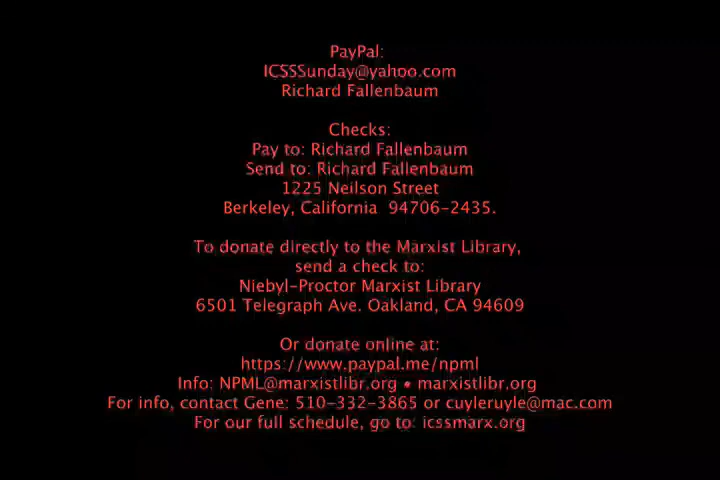 PayPal:
ICSSSunday@yahoo.com
Richard Fallenbaum
Checks:
Pay to: Richard Fallenbaum
Send to: Richard Fallenbaum
1225 Neilson Street
Berkeley, California  94706-2435.
To donate directly to the Marxist Library,
send a check to:
Niebyl-Proctor Marxist Library
6501 Telegraph Ave. Oakland, CA 94609
Or donate online at:
https://www.paypal.me/npml
Info: NPML@marxistlibr.org • marxistlibr.org
For info, contact Gene: 510-332-3865 or cuyleruyle@mac.com
For our full schedule, go to: icssmarx.org